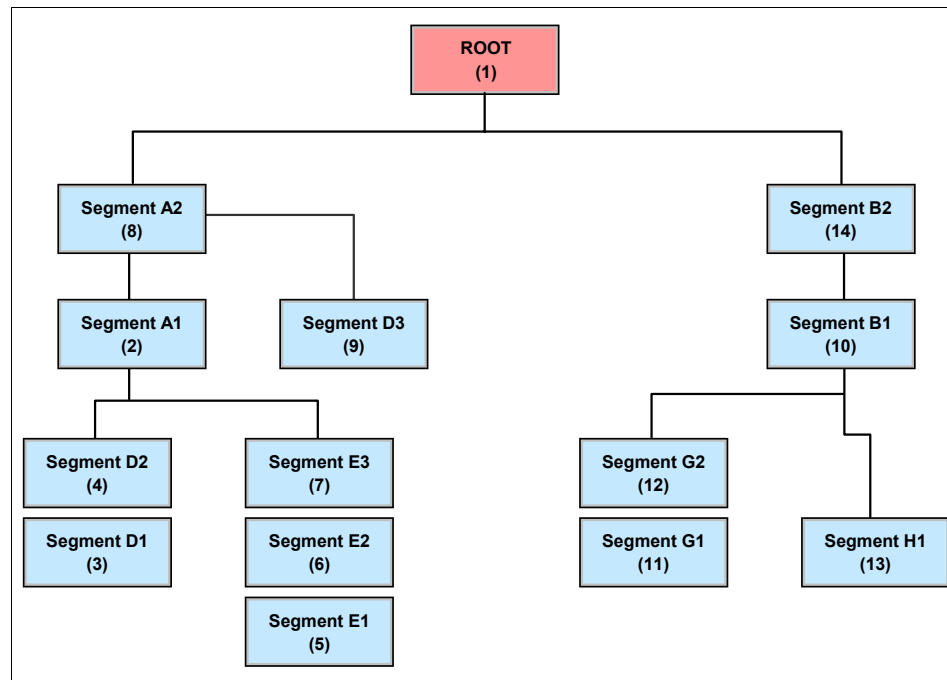 ROOT
(1)
Segment A2
(8)
Segment B2
(14)
Segment A1
(2)
Segment D3
(9)
Segment B1
(10)
Segment D2
(4)
Segment E3
(7)
Segment G2
(12)
Segment D1
(3)
Segment E2
(6)
Segment G1
(11)
Segment H1
(13)
Segment E1
(5)